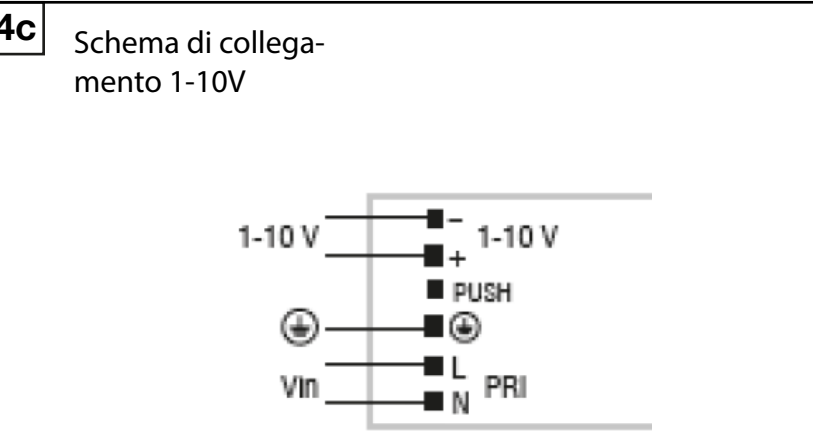 4c
Schema di collega-
mento 1-10V
1-10 V
–
1-10 V
+
PUSH
Vin
L
PRI
N